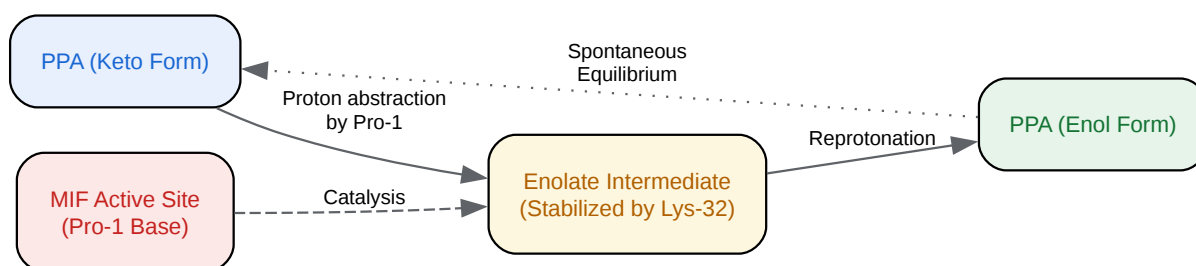 PPA (Keto Form)
Spontaneous
Equilibrium
Proton abstraction
by Pro-1
PPA (Enol Form)
Reprotonation
MIF Active Site
(Pro-1 Base)
Catalysis
Enolate Intermediate
(Stabilized by Lys-32)